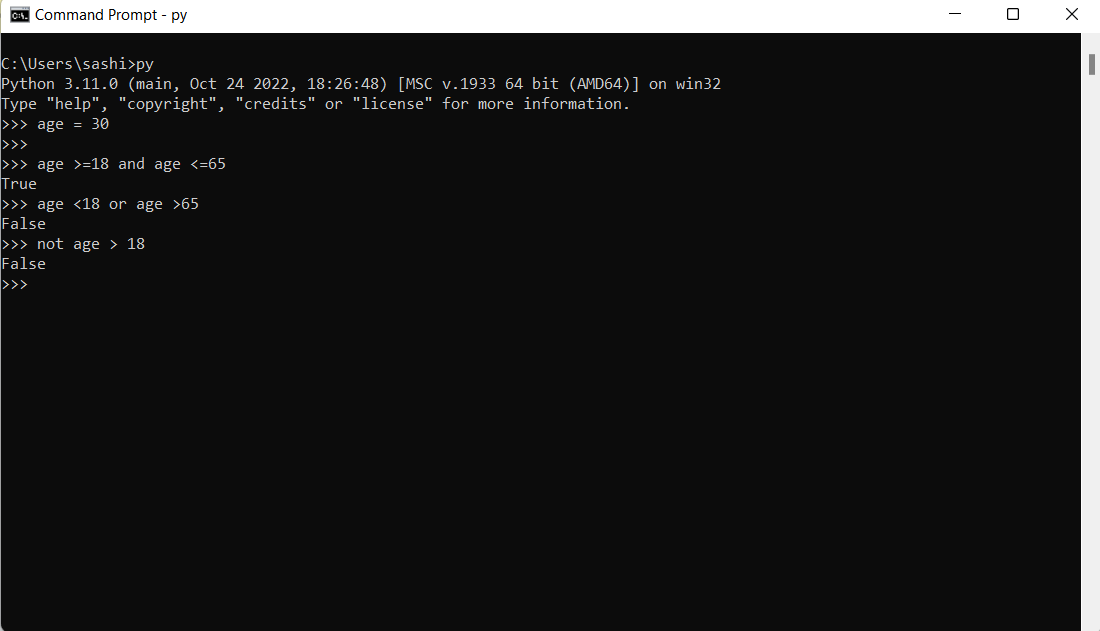 Command Prompt - py
C:\Users\sashi>py
Python 3.11.0 (main, Oct 24 2022, 18:26:48) [MSC v.1933 64 bit (AMD64)] on win32
Type "help", "copyright", "credits" or "license" for more information.
>>> age = 30
>>>
>>> age >=18 and age <=65
True
>>> age <18 or age >65
False
>>> not age > 18
False
>>>